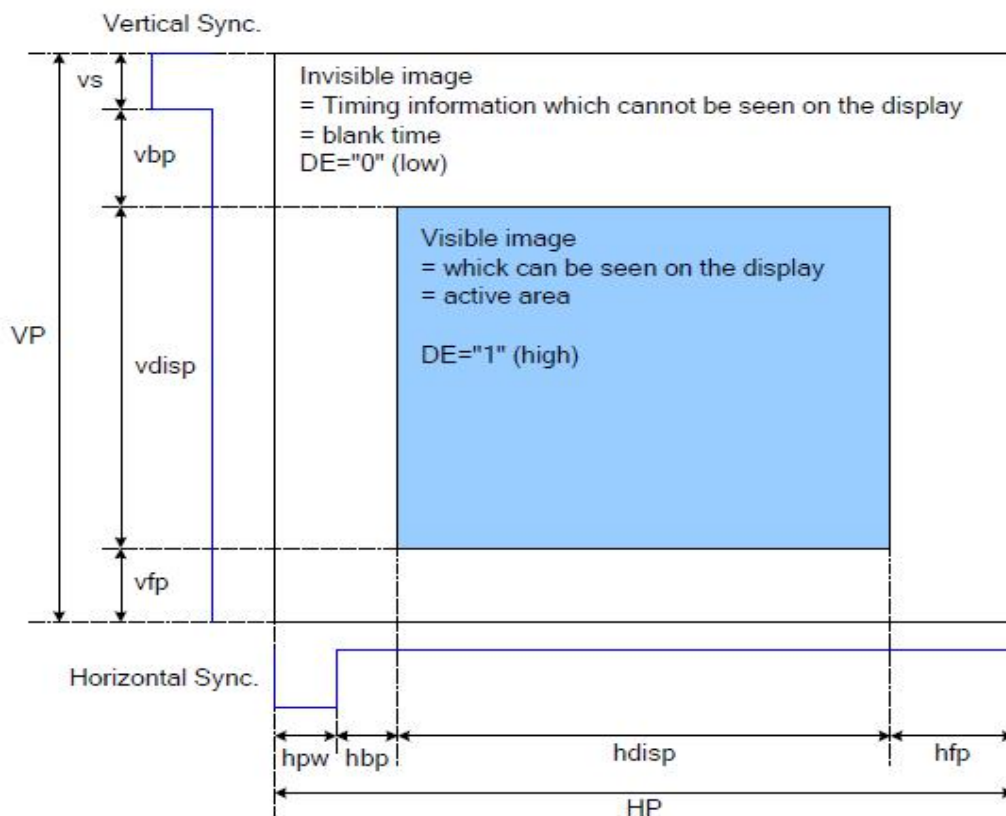 Vertical Sync.
vs
Invisible image
= Timing information which cannot be seen on the display
= blank time
DE="0" (low)
vbp
Visible image
= whick can be seen on the display
= active area
DE="1" (high)
VP
vdisp
vfp
Horizontal Sync.
hpw
hbp
hdisp
hfp
HP